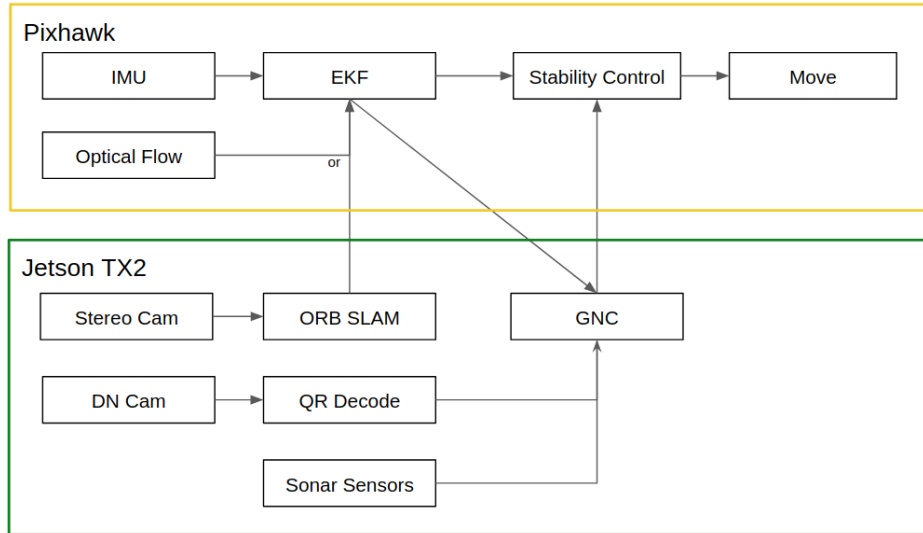 Pixhawk
IMU
EKF
Stability Control
Move
Optical Flow
or
Jetson TX2
Stereo Cam
ORB SLAM
GNC
DN Cam
QR Decode
Sonar Sensors